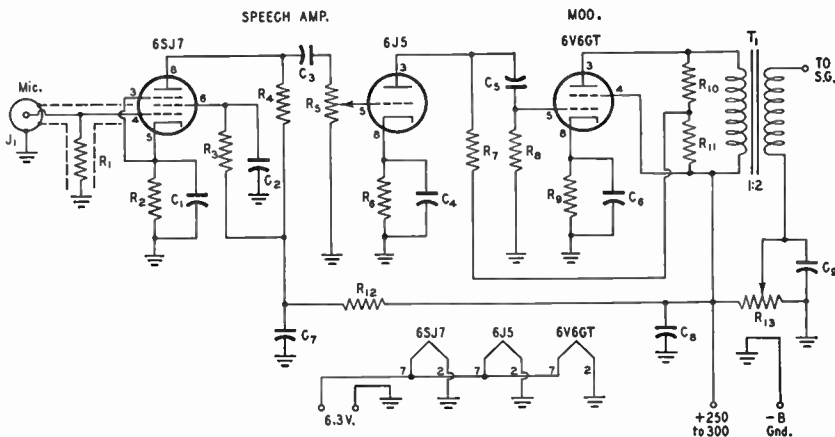 SPEECH AMP. MOD.
6SJ7 6J5 6V6GT T1
Mic. J1
8 3 6 4 5
R1 R2 C1 R3 C2 R4 C3 R5
3 5 8
R6 C4 R7 C5 R8
3 4 5 8
R9 C6 R10 R11
1:2
TO
S.G.
R12 R13 C9
C7 C8
6SJ7 6J5 6V6GT
7 2 7 2 7 2
6.3 V.
+250
to 300
-B
Gnd.